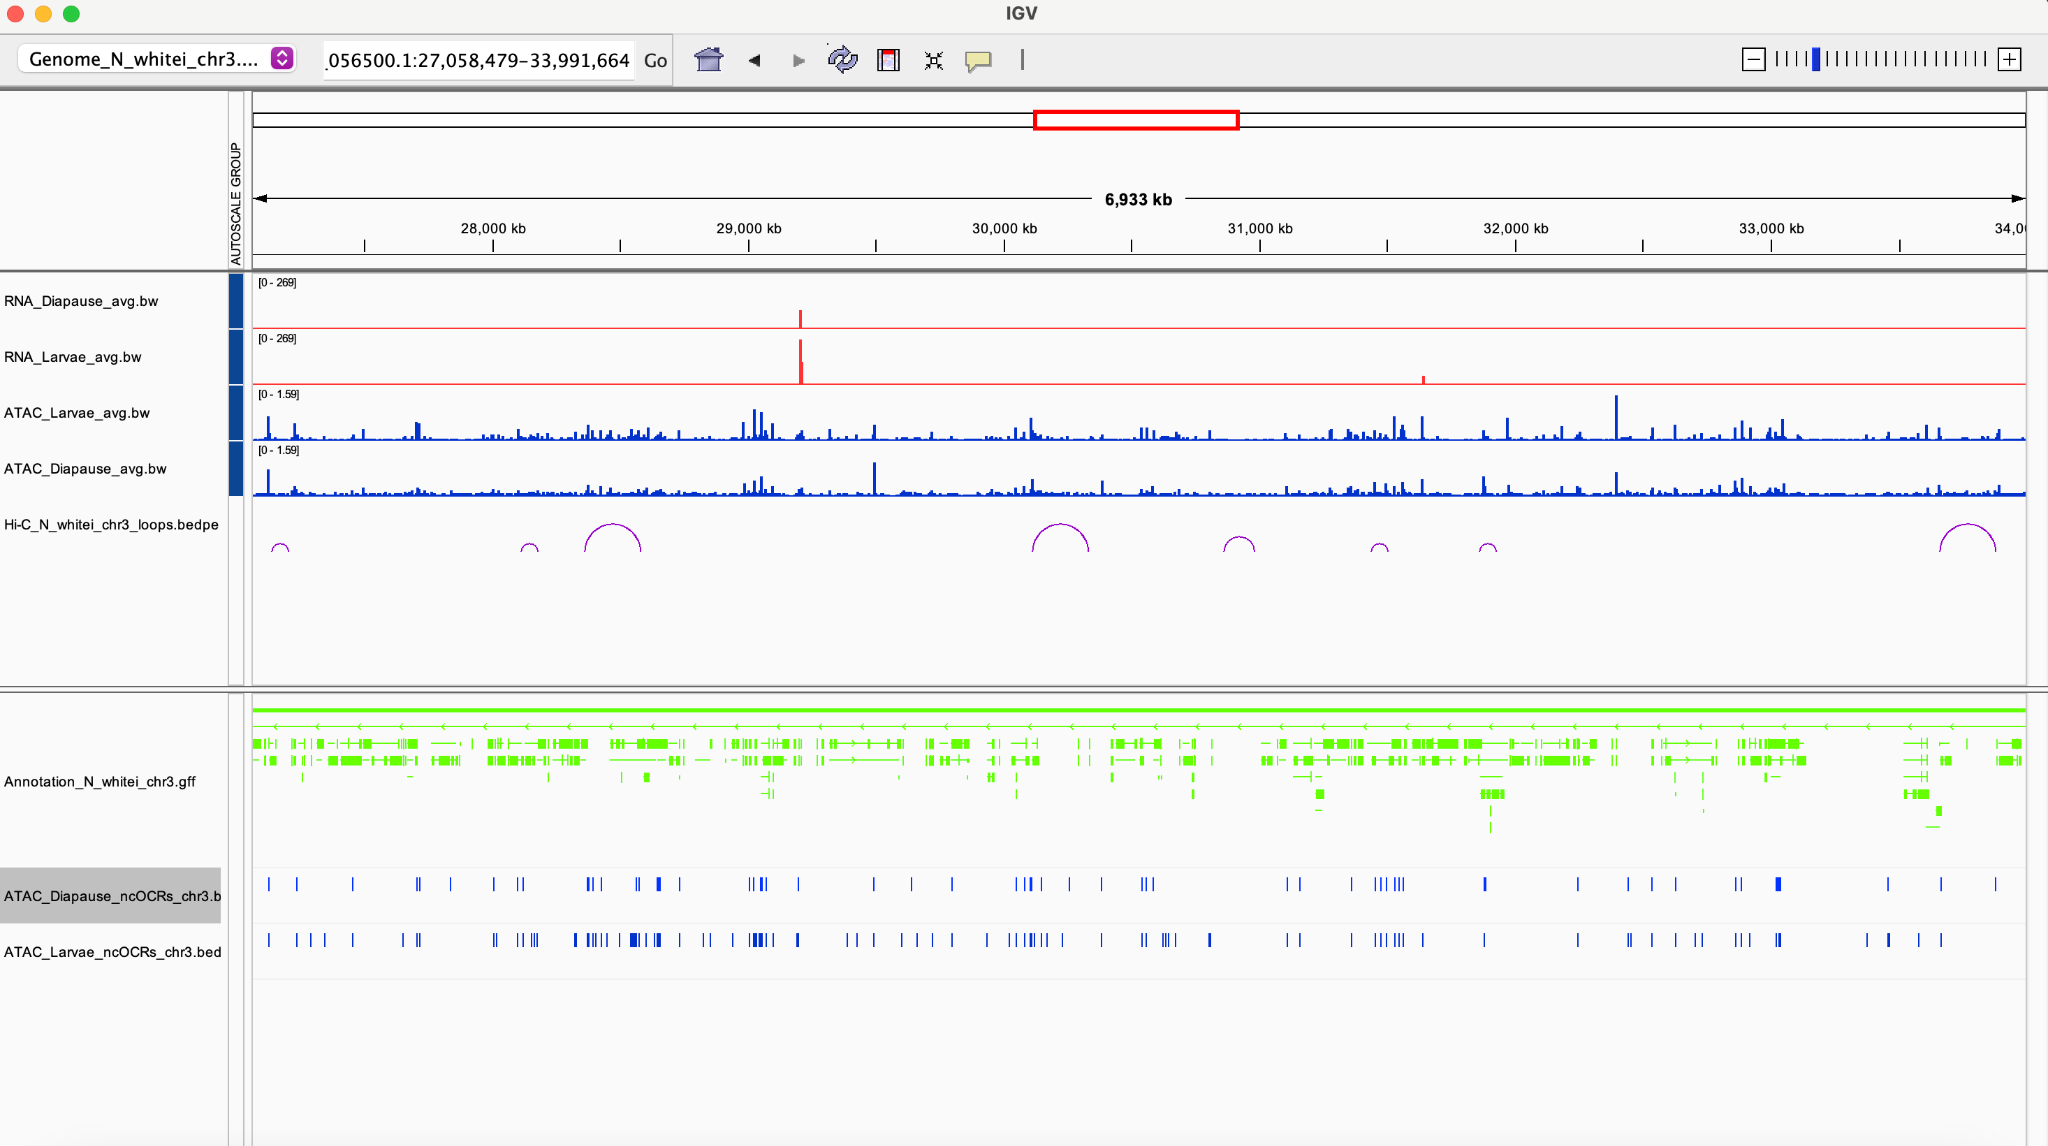 IGV
Genome_N_whitei_chr3....
.056500.1:27,058,479-33,991,664
Go
AUTOSCALE GROUP
6,933 kb
28,000 kb
29,000 kb
30,000 kb
31,000 kb
32,000 kb
33,000 kb
34,0
RNA_Diapause_avg.bw
[0 - 269]
RNA_Larvae_avg.bw
[0 - 269]
ATAC_Larvae_avg.bw
[0 - 1.59]
ATAC_Diapause_avg.bw
[0 - 1.59]
Hi-C_N_whitei_chr3_loops.bedpe
Annotation_N_whitei_chr3.gff
ATAC_Diapause_ncOCRs_chr3.b
ATAC_Larvae_ncOCRs_chr3.bed